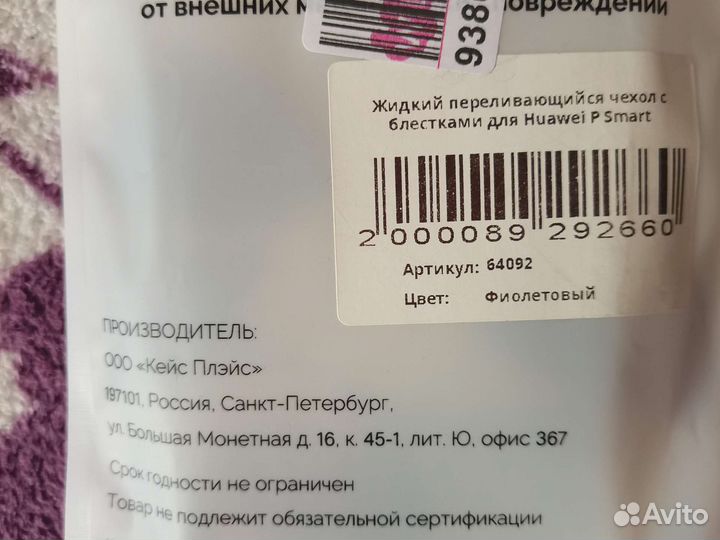 от внешних
повреждений
938
Жидкий переливающийся чехол с
блестками для Huawei P Smart
2 000089 292660
Артикул: 64092
Цвет: Фиолетовый
ПРОИЗВОДИТЕЛЬ:
ООО «Кейс Плэйс»
197101, Россия, Санкт-Петербург,
ул. Большая Монетная д. 16, к. 45-1, лит. Ю, офис 367
Срок годности не ограничен
Товар не подлежит обязательной сертификации
Avito